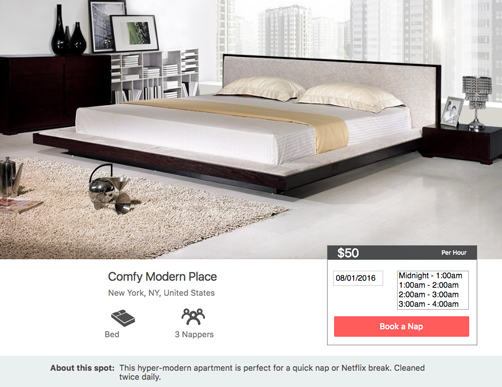 $50 Per Hour
Comfy Modern Place
New York, NY, United States
Bed 3 Nappers
08/01/2016
Midnight - 1:00am
1:00am - 2:00am
2:00am - 3:00am
3:00am - 4:00am
Book a Nap
About this spot: This hyper-modern apartment is perfect for a quick nap or Netflix break. Cleaned
twice daily.